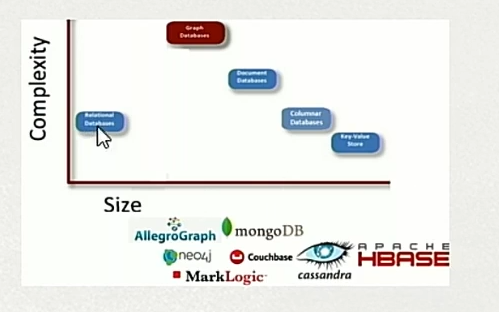 Complexity
Graph
Databases
Document
Databases
Relational
Databases
Columnar
Databases
Key-Value
Store
Size
AllegroGraph
mongoDB
neo4j
Couchbase
cassandra
APACHE
HBASE
MarkLogic